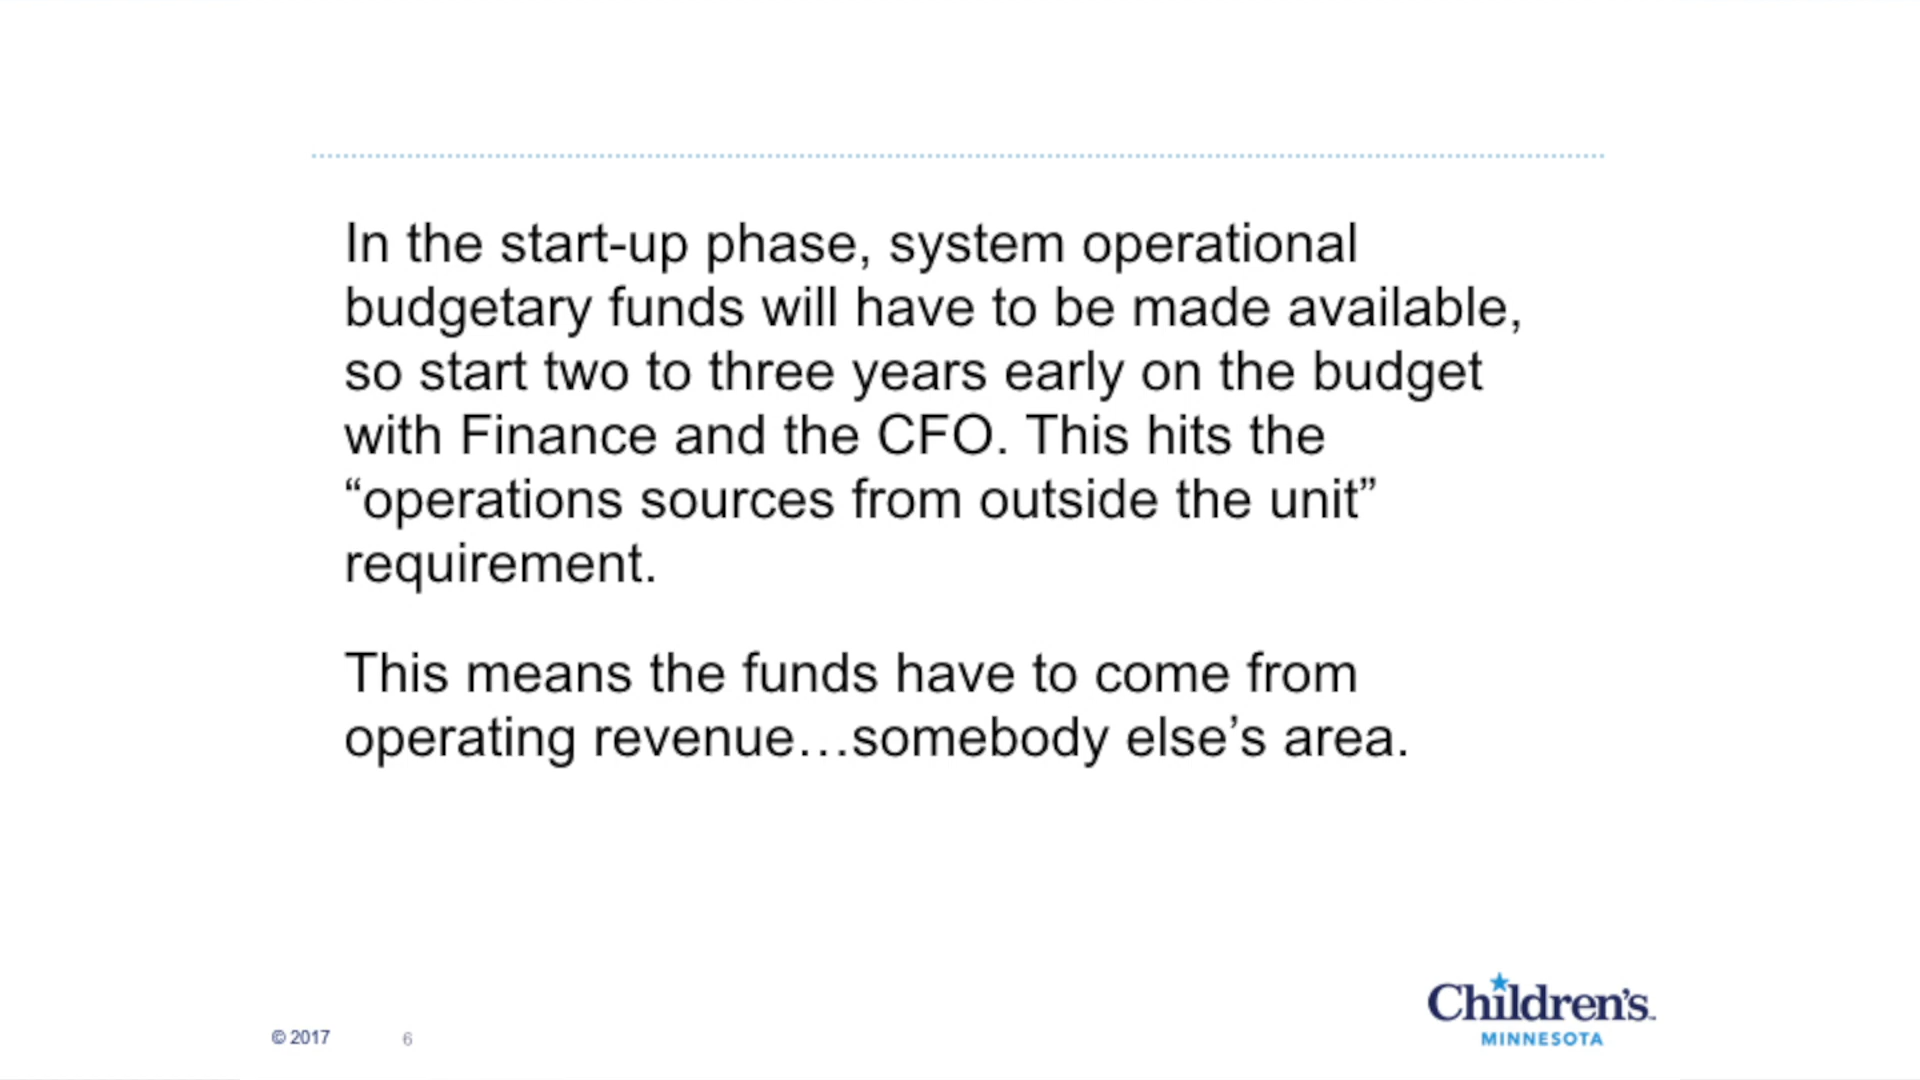 In the start-up phase, system operational
budgetary funds will have to be made available,
so start two to three years early on the budget
with Finance and the CFO. This hits the
“operations sources from outside the unit”
requirement.
This means the funds have to come from
operating revenue…somebody else’s area.
© 2017
6
Children's
MINNESOTA